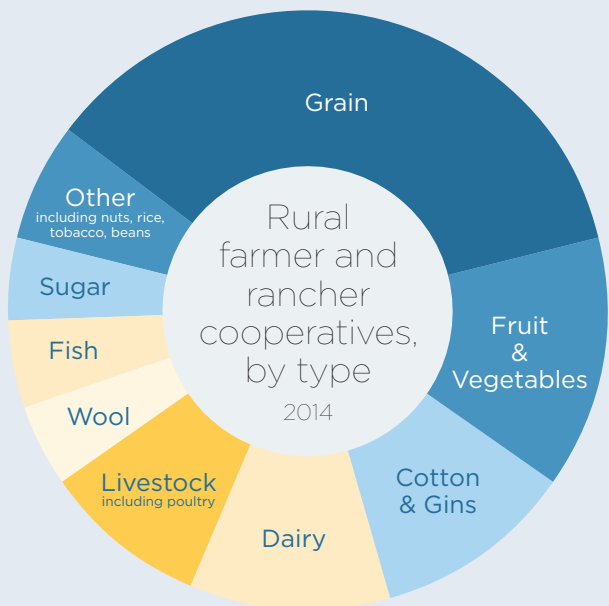 Rural
farmer and
rancher
cooperatives,
by type
2014
Grain
Fruit
&
Vegetables
Cotton
& Gins
Dairy
Livestock
including poultry
Wool
Fish
Sugar
Other
including nuts, rice,
tobacco, beans